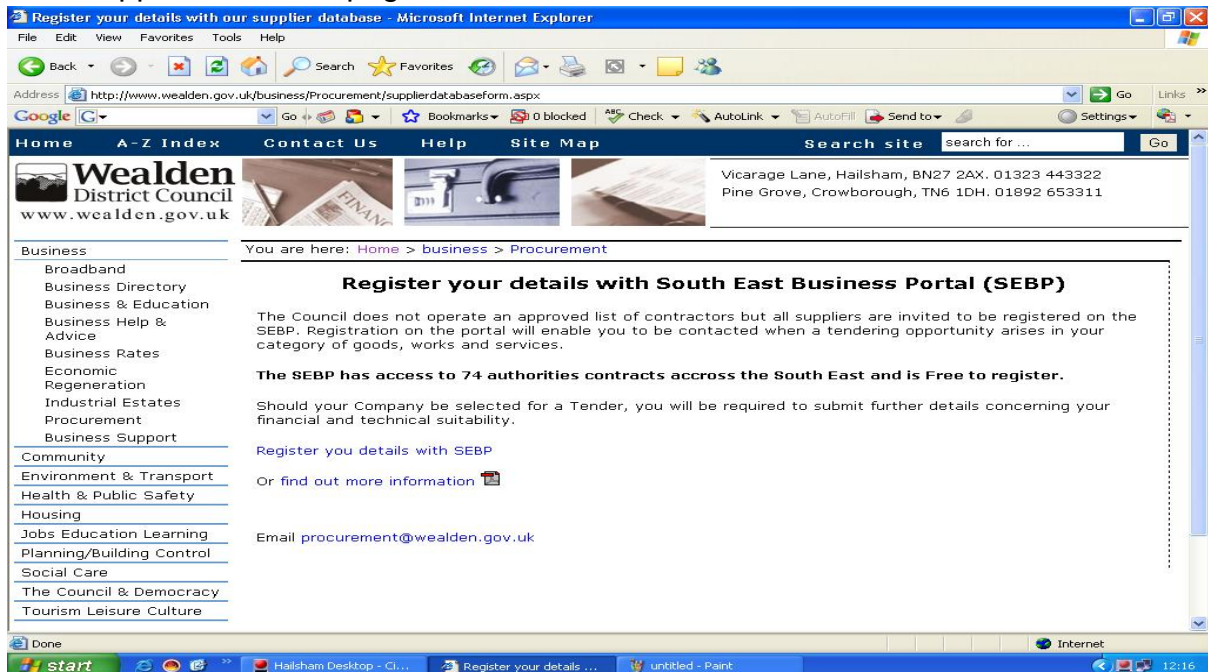 Register your details with our supplier database - Microsoft Internet Explorer
File Edit View Favorites Tools Help
Back Search Favorites
Address http://www.wealden.gov.uk/business/Procurement/supplierdatabaseform.aspx Go Links »
Google G Go Bookmarks 0 blocked Check AutoLink AutoFill Send to Settings
Home A-Z Index Contact Us Help Site Map Search site search for ... Go
Wealden
District Council
www.wealden.gov.uk
FINANC
Vicarage Lane, Hailsham, BN27 2AX. 01323 443322
Pine Grove, Crowborough, TN6 1DH. 01892 653311
You are here: Home > business > Procurement
Business
Broadband
Business Directory
Business & Education
Business Help &
Advice
Business Rates
Economic
Regeneration
Industrial Estates
Procurement
Business Support
Community
Environment & Transport
Health & Public Safety
Housing
Jobs Education Learning
Planning/Building Control
Social Care
The Council & Democracy
Tourism Leisure Culture
Register your details with South East Business Portal (SEBP)
The Council does not operate an approved list of contractors but all suppliers are invited to be registered on the
SEBP. Registration on the portal will enable you to be contacted when a tendering opportunity arises in your
category of goods, works and services.
The SEBP has access to 74 authorities contracts accross the South East and is Free to register.
Should your Company be selected for a Tender, you will be required to submit further details concerning your
financial and technical suitability.
Register you details with SEBP
Or find out more information
Email procurement@wealden.gov.uk
Done Internet
start » Hailsham Desktop - Ci... Register your details ... untitled - Paint 12:16